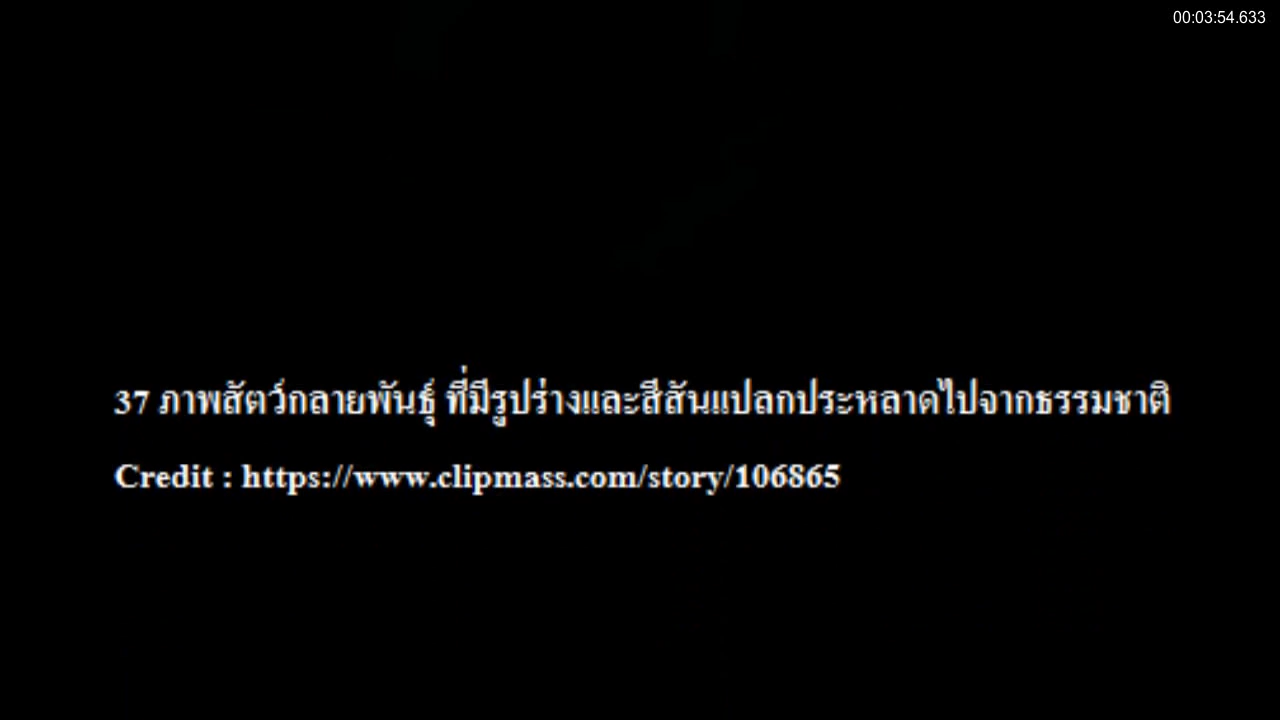 00:03:54.633
37 ภาพสัตว์กลายพันธุ์ ที่มีรูปร่างและสีสันแปลกประหลาดไปจากธรรมชาติ
Credit : https://www.clipmass.com/story/106865